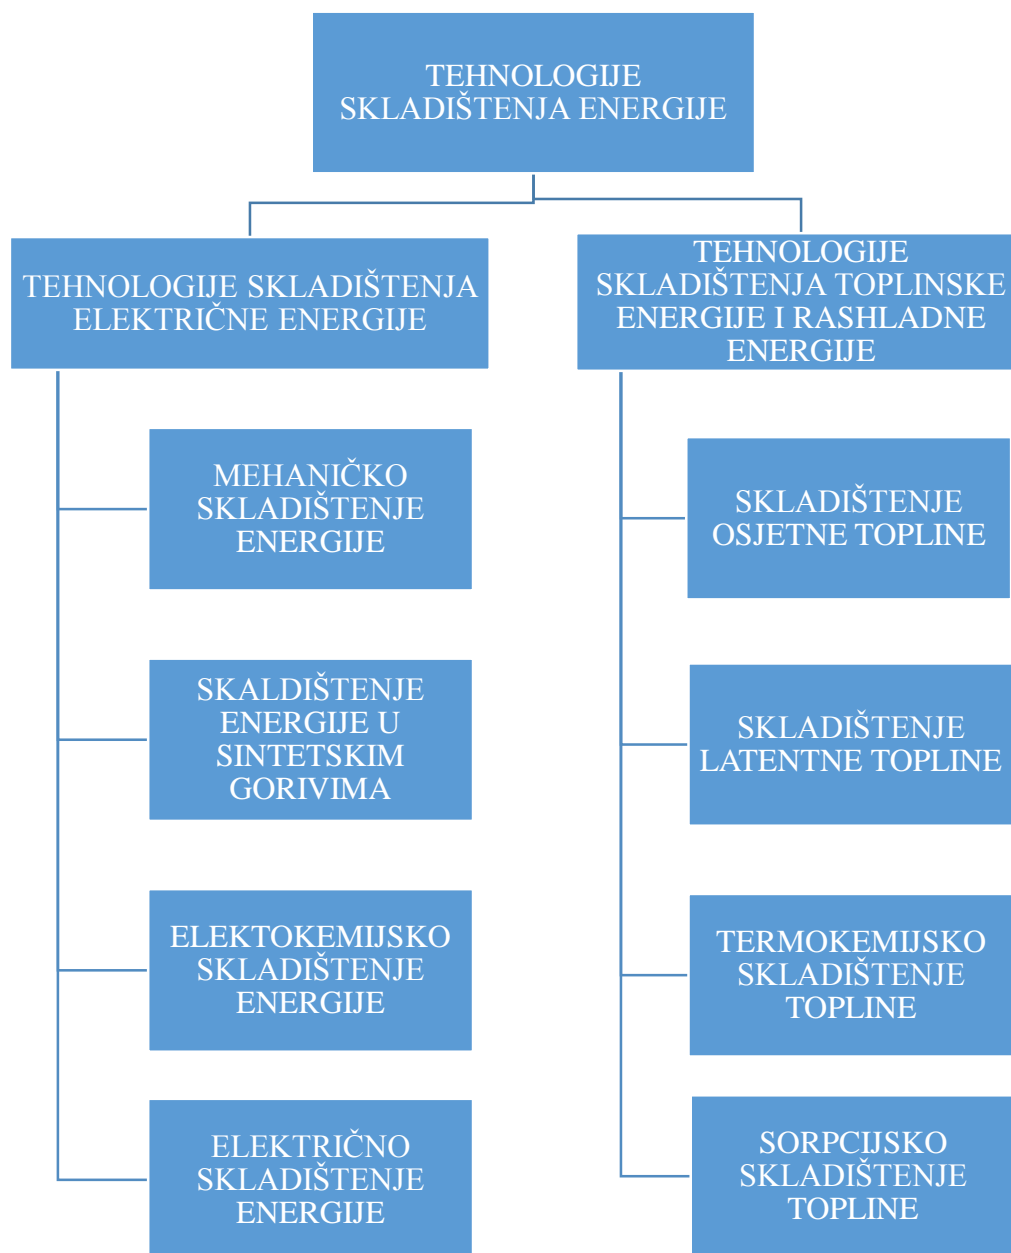 TEHNOLOGIJE
SKLADIŠTENJA ENERGIJE
TEHNOLOGIJE SKLADIŠTENJA
ELEKTRIČNE ENERGIJE
MEHANIČKO
SKLADIŠTENJE
ENERGIJE
SKALDIŠTENJE
ENERGIJE U
SINTETSKIM
GORIVIMA
ELEKTOKEMIJSKO
SKLADIŠTENJE
ENERGIJE
ELEKTRIČNO
SKLADIŠTENJE
ENERGIJE
TEHNOLOGIJE
SKLADIŠTENJA TOPLINSKE
ENERGIJE I RASHLADNE
ENERGIJE
SKLADIŠTENJE
OSJETNE TOPLINE
SKLADIŠTENJE
LATENTNE TOPLINE
TERMOKEMIJSKO
SKLADIŠTENJE
TOPLINE
SORPCIJSKO
SKLADIŠTENJE
TOPLINE